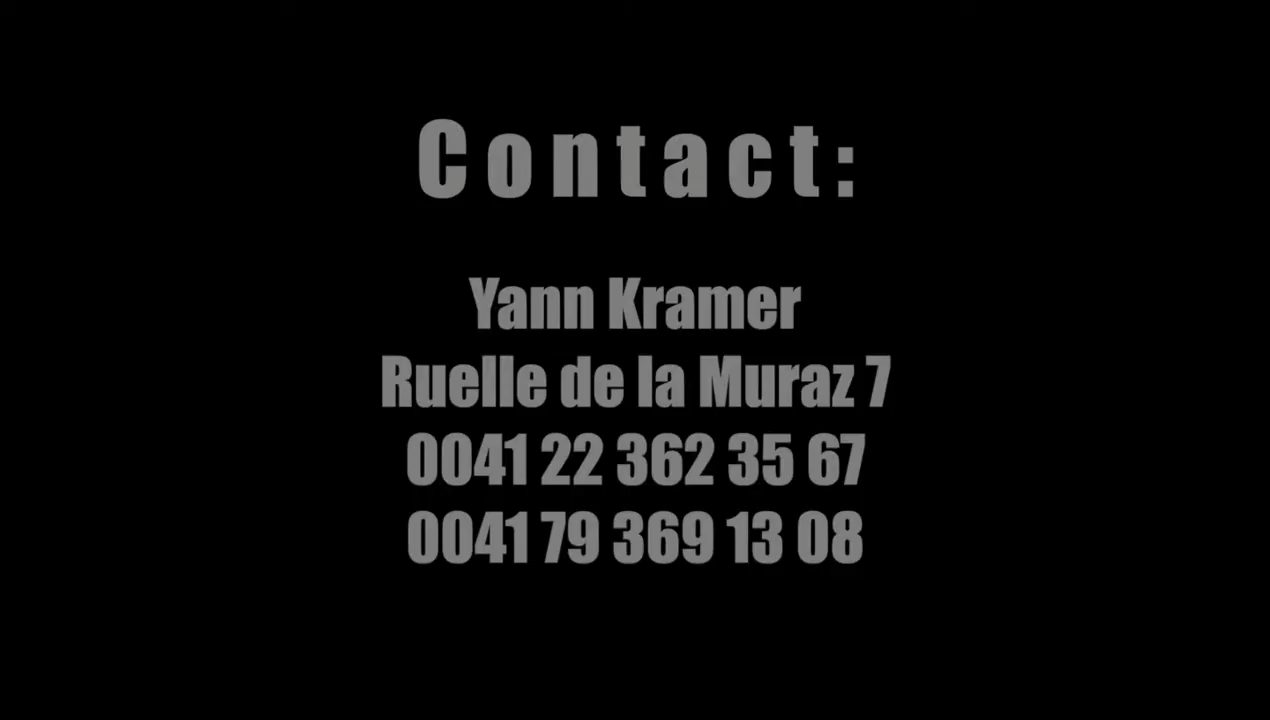 Contact:
Yann Kramer
Ruelle de la Muraz 7
0041 22 362 35 67
0041 79 369 13 08